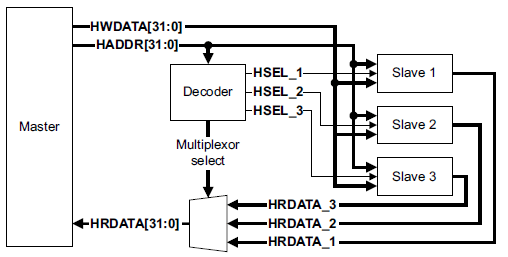 HWDATA[31:0]
HADDR[31:0]
Master
Decoder
HSEL_1
HSEL_2
HSEL_3
Slave 1
Slave 2
Slave 3
Multiplexor
select
HRDATA[31:0]
HRDATA_3
HRDATA_2
HRDATA_1